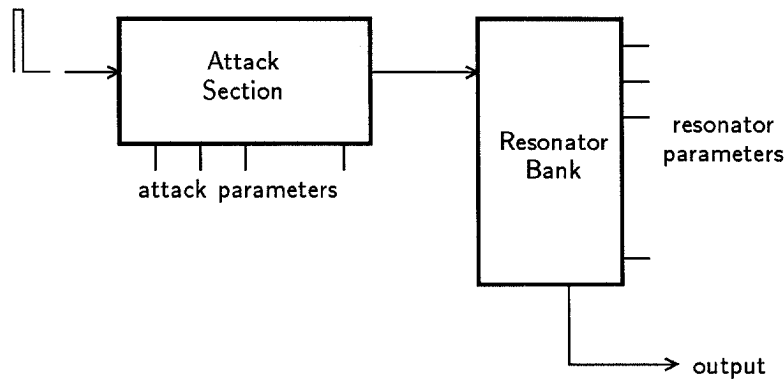 Attack
Section
attack parameters
Resonator
Bank
resonator
parameters
output